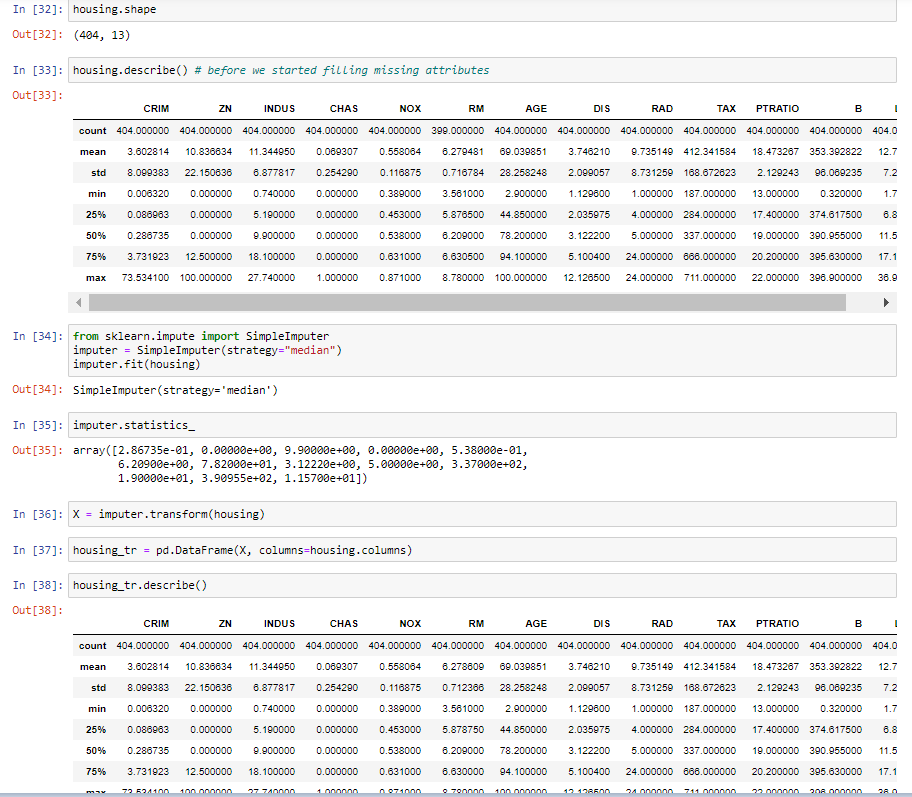 In [32]: housing.shape
Out[32]: (404, 13)
In [33]: housing.describe() # before we started filling missing attributes
Out[33]:
CRIM ZN INDUS CHAS NOX RM AGE DIS RAD TAX PTRATIO B
count 404.000000 404.000000 404.000000 404.000000 404.000000 399.000000 404.000000 404.000000 404.000000 404.000000 404.000000 404.000000 404.0
mean 3.602814 10.836634 11.344950 0.069307 0.558064 6.279481 69.039851 3.746210 9.735149 412.341584 18.473267 353.392822 12.7
std 8.099383 22.150636 6.877817 0.254290 0.116875 0.716784 28.258248 2.099057 8.731259 168.672623 2.129243 96.069235 7.2
min 0.006320 0.000000 0.740000 0.000000 0.389000 3.561000 2.900000 1.129600 1.000000 187.000000 13.000000 0.320000 1.7
25% 0.086963 0.000000 5.190000 0.000000 0.453000 5.876500 44.850000 2.035975 4.000000 284.000000 17.400000 374.617500 6.8
50% 0.286735 0.000000 9.900000 0.000000 0.538000 6.209000 78.200000 3.122200 5.000000 337.000000 19.000000 390.955000 11.5
75% 3.731923 12.500000 18.100000 0.000000 0.631000 6.630500 94.100000 5.100400 24.000000 666.000000 20.200000 395.630000 17.1
max 73.534100 100.000000 27.740000 1.000000 0.871000 8.780000 100.000000 12.126500 24.000000 711.000000 22.000000 396.900000 36.9
In [34]: from sklearn.impute import SimpleImputer
imputer = SimpleImputer(strategy="median")
imputer.fit(housing)
Out[34]: SimpleImputer(strategy='median')
In [35]: imputer.statistics_
Out[35]: array([2.86735e-01, 0.00000e+00, 9.90000e+00, 0.00000e+00, 5.38000e-01,
6.20900e+00, 7.82000e+01, 3.12220e+00, 5.00000e+00, 3.37000e+02,
1.90000e+01, 3.90955e+02, 1.15700e+01])
In [36]: X = imputer.transform(housing)
In [37]: housing_tr = pd.DataFrame(X, columns=housing.columns)
In [38]: housing_tr.describe()
Out[38]:
CRIM ZN INDUS CHAS NOX RM AGE DIS RAD TAX PTRATIO B
count 404.000000 404.000000 404.000000 404.000000 404.000000 404.000000 404.000000 404.000000 404.000000 404.000000 404.000000 404.000000 404.0
mean 3.602814 10.836634 11.344950 0.069307 0.558064 6.278609 69.039851 3.746210 9.735149 412.341584 18.473267 353.392822 12.7
std 8.099383 22.150636 6.877817 0.254290 0.116875 0.712366 28.258248 2.099057 8.731259 168.672623 2.129243 96.069235 7.2
min 0.006320 0.000000 0.740000 0.000000 0.389000 3.561000 2.900000 1.129600 1.000000 187.000000 13.000000 0.320000 1.7
25% 0.086963 0.000000 5.190000 0.000000 0.453000 5.878750 44.850000 2.035975 4.000000 284.000000 17.400000 374.617500 6.8
50% 0.286735 0.000000 9.900000 0.000000 0.538000 6.209000 78.200000 3.122200 5.000000 337.000000 19.000000 390.955000 11.5
75% 3.731923 12.500000 18.100000 0.000000 0.631000 6.630000 94.100000 5.100400 24.000000 666.000000 20.200000 395.630000 17.1
max 73.534100 100.000000 27.740000 1.000000 0.871000 8.780000 100.000000 12.126500 24.000000 711.000000 22.000000 396.900000 36.9